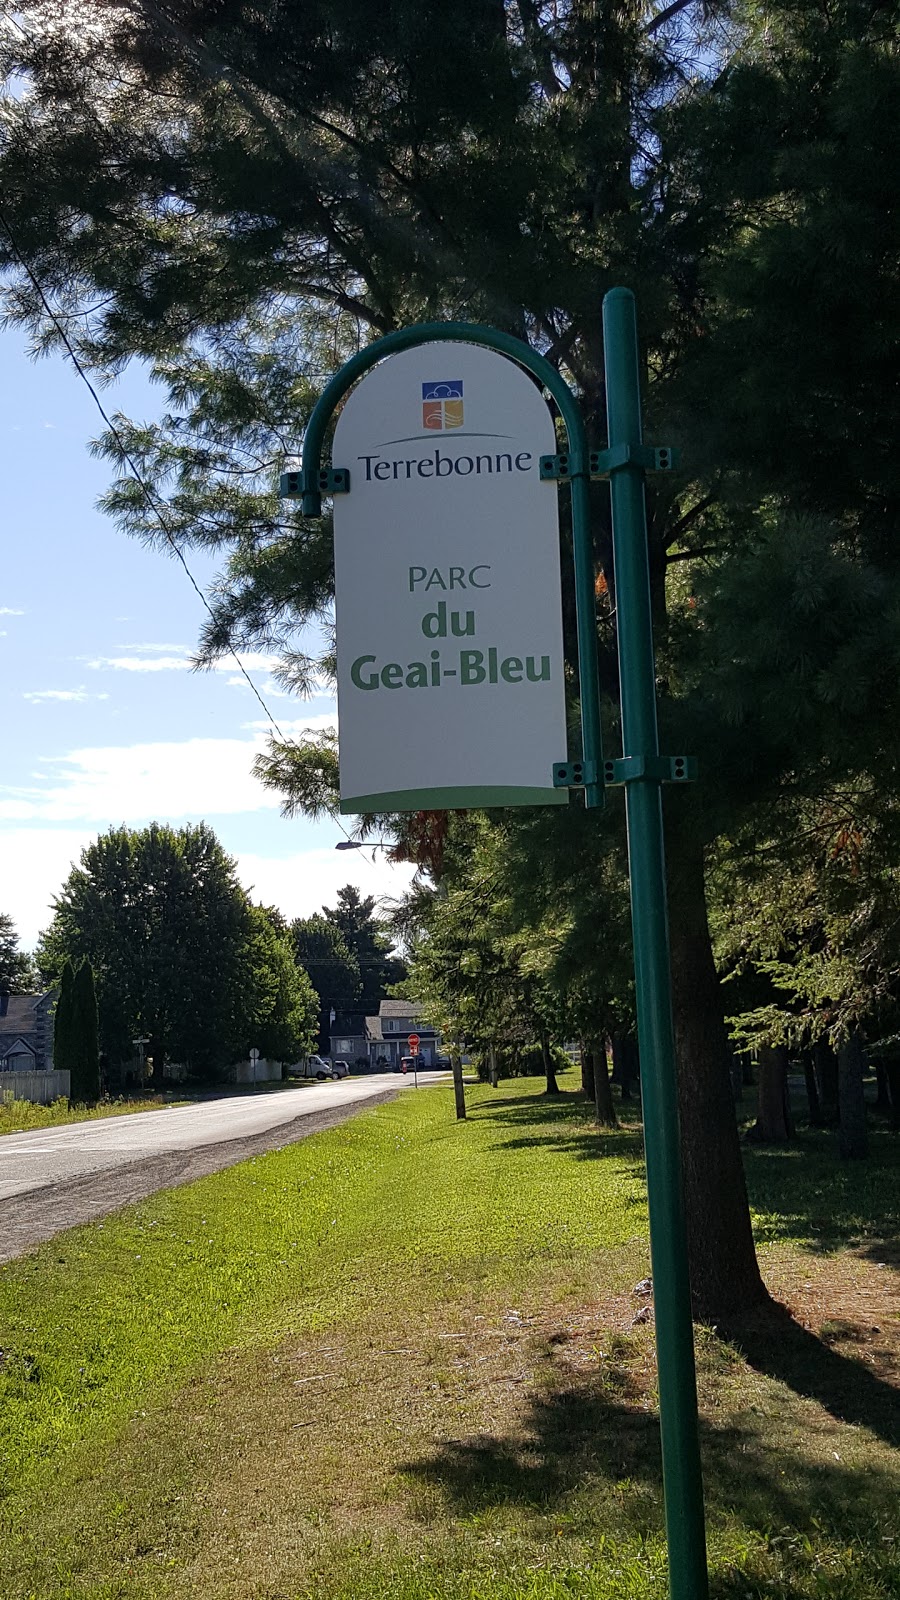 Terrebonne
PARC
du
Geai-Bleu